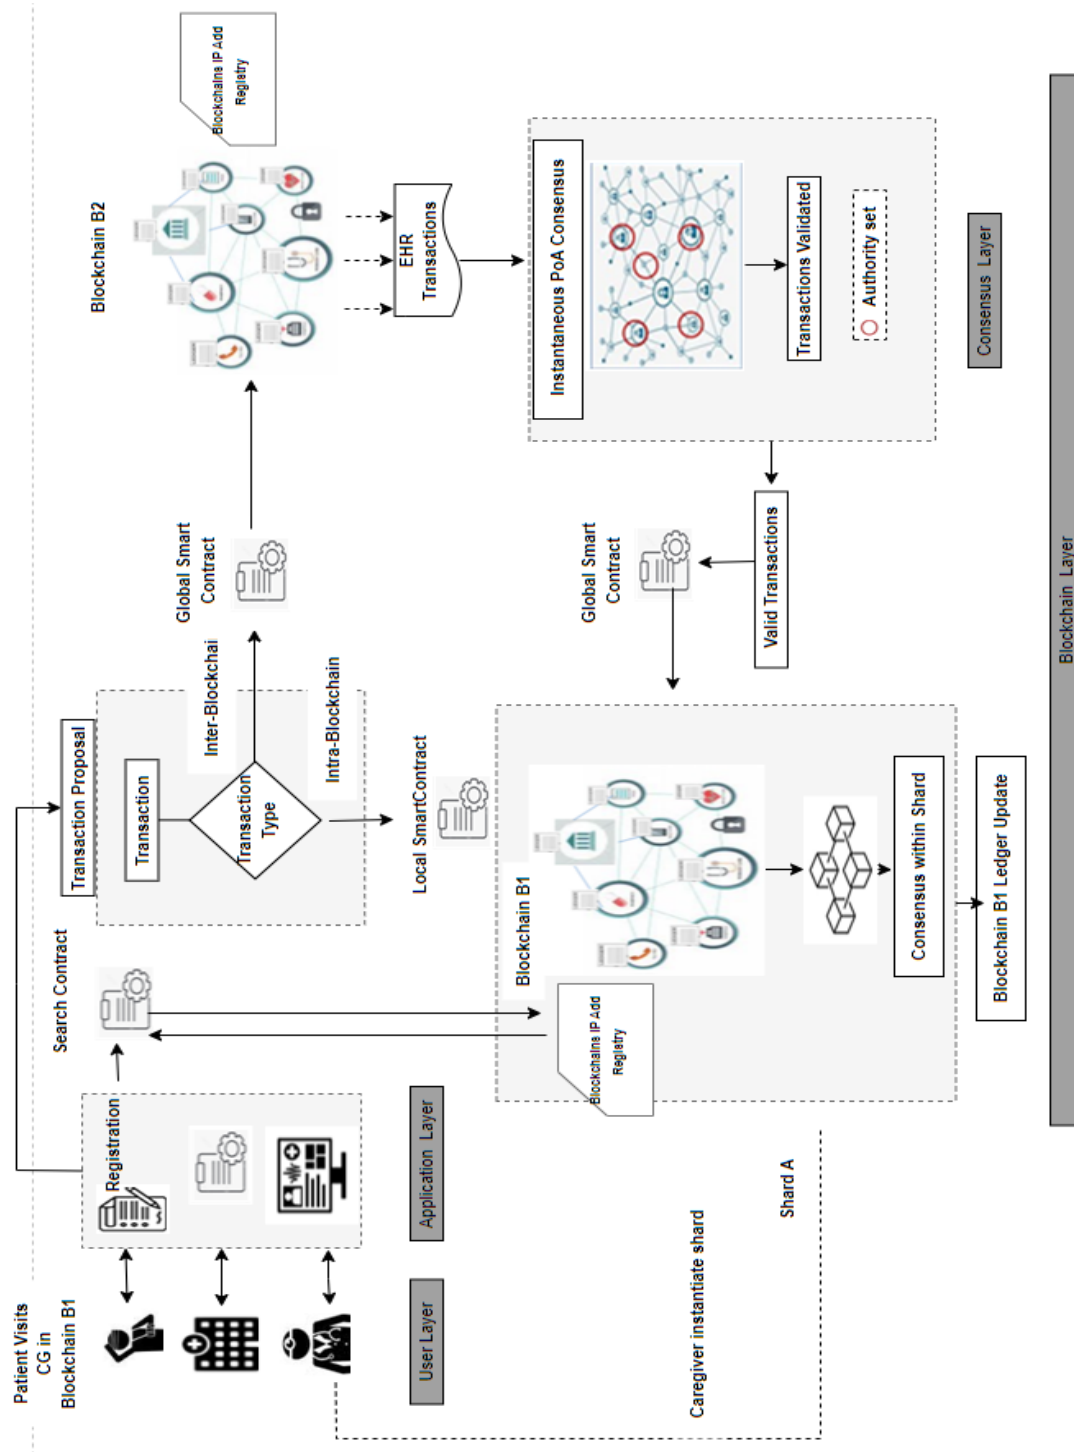 Patient Visits
CG in
Blockchain B1
Registration
Search Contract
Transaction Proposal
Transaction
Transaction
Type
Inter-Blockchai
Intra-Blockchain
Global Smart
Contract
Blockchain B2
Blockchains IP Add
Registry
EHR
Transactions
Local SmartContract
User Layer
Application Layer
Blockchain B1
Blockchains IP Add
Registry
Global Smart
Contract
Valid Transactions
Instantaneous PoA Consensus
Transactions Validated
Authority set
Consensus Layer
Consensus within Shard
Blockchain B1 Ledger Update
Caregiver instantiate shard
Shard A
Blockchain Layer